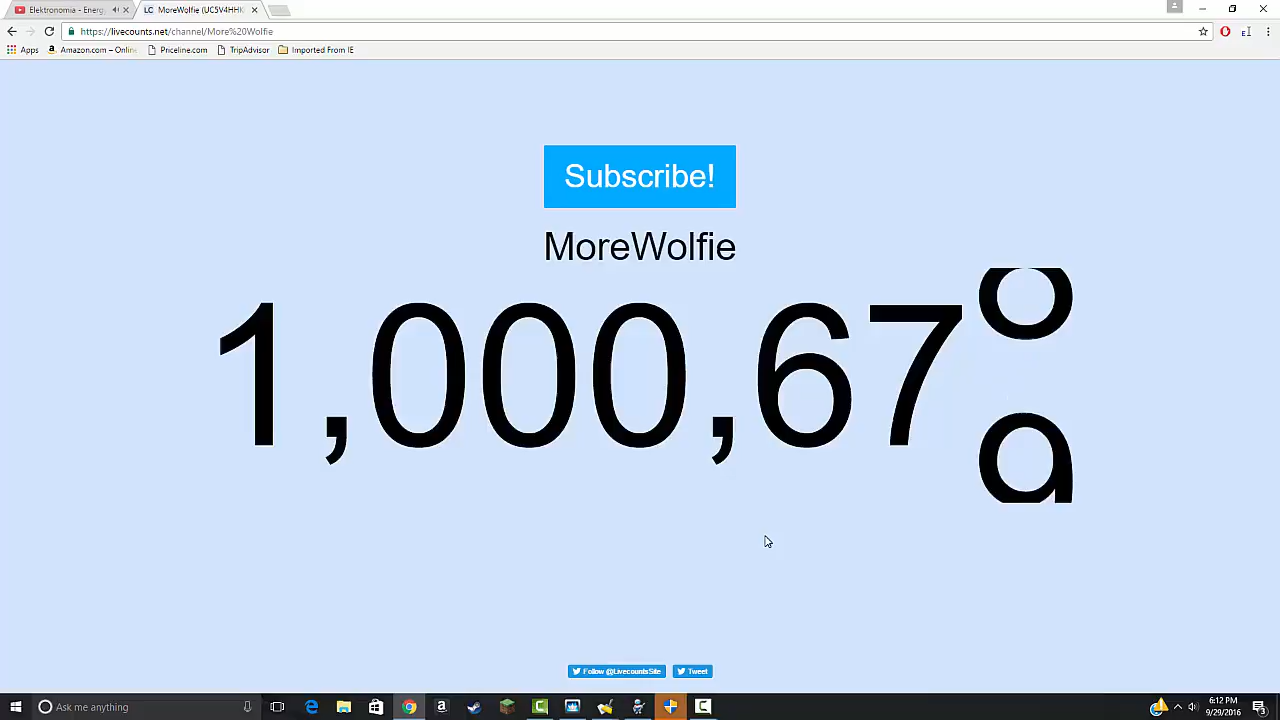 Elektronomia - Energ
MoreWolfie (UC5V4HHK
https://livecounts.net/channel/More%20Wolfie
Apps
Amazon.com – Onlin
Priceline.com
TripAdvisor
Imported From IE
Subscribe!
MoreWolfie
1,000,67
Follow @LivecountsSite
Tweet
Ask me anything
6:12 PM
9/29/2016